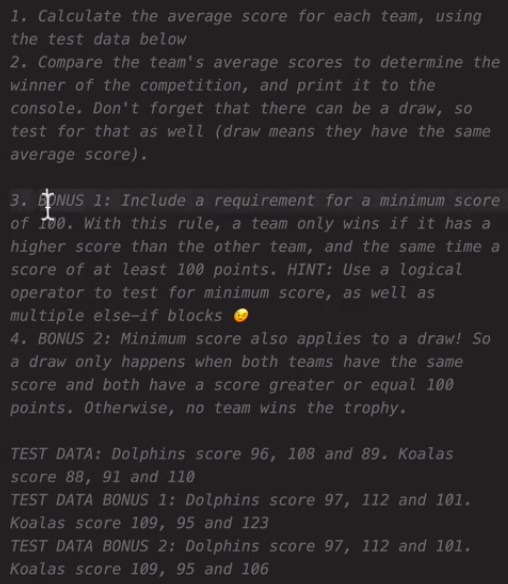 1. Calculate the average score for each team, using
the test data below
2. Compare the team's average scores to determine the
winner of the competition, and print it to the
console. Don't forget that there can be a draw, so
test for that as well (draw means they have the same
average score).
3. BONUS 1: Include a requirement for a minimum score
of 100. With this rule, a team only wins if it has a
higher score than the other team, and the same time a
score of at least 100 points. HINT: Use a logical
operator to test for minimum score, as well as
multiple else-if blocks 😉
4. BONUS 2: Minimum score also applies to a draw! So
a draw only happens when both teams have the same
score and both have a score greater or equal 100
points. Otherwise, no team wins the trophy.
TEST DATA: Dolphins score 96, 108 and 89. Koalas
score 88, 91 and 110
TEST DATA BONUS 1: Dolphins score 97, 112 and 101.
Koalas score 109, 95 and 123
TEST DATA BONUS 2: Dolphins score 97, 112 and 101.
Koalas score 109, 95 and 106